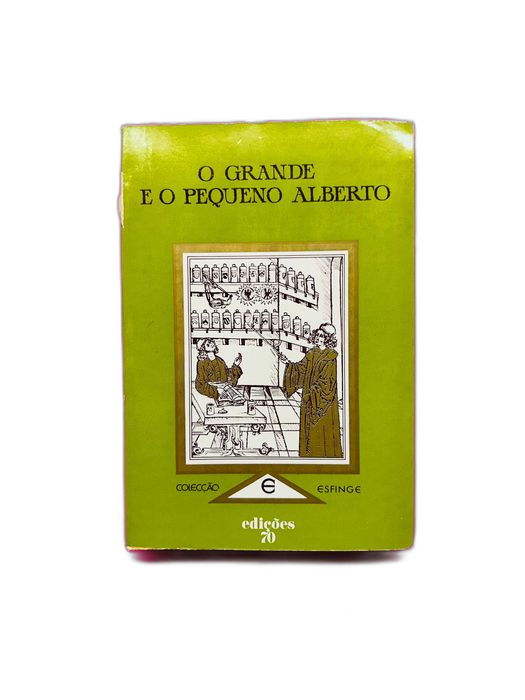 O GRANDE
E O PEQUENO ALBERTO
COLECÇÃO
E
ESFINGE
edições
70